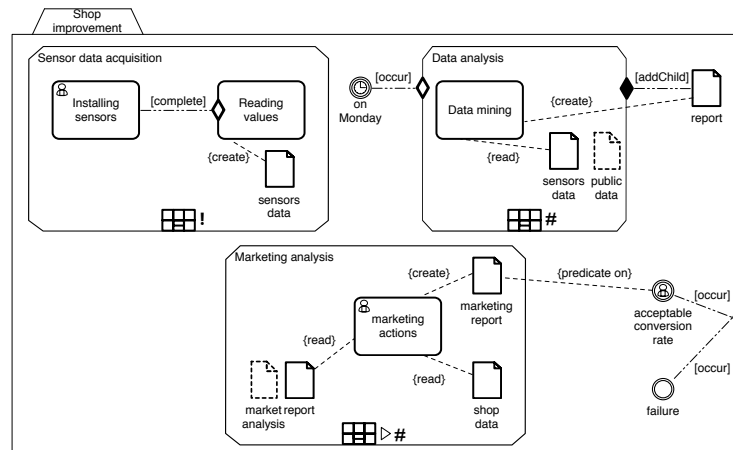 Shop
improvement
Sensor data acquisition
Installing
sensors
[complete]
Reading
values
{create}
sensors
data
!
on
Monday
[occur]
Data analysis
Data mining
{create}
{read}
sensors
data
public
data
#
[addChild]
report
Marketing analysis
{create}
marketing
report
marketing
actions
{read}
market
analysis
report
{read}
shop
data
#
{predicate on}
acceptable
conversion
rate
[occur]
[occur]
failure